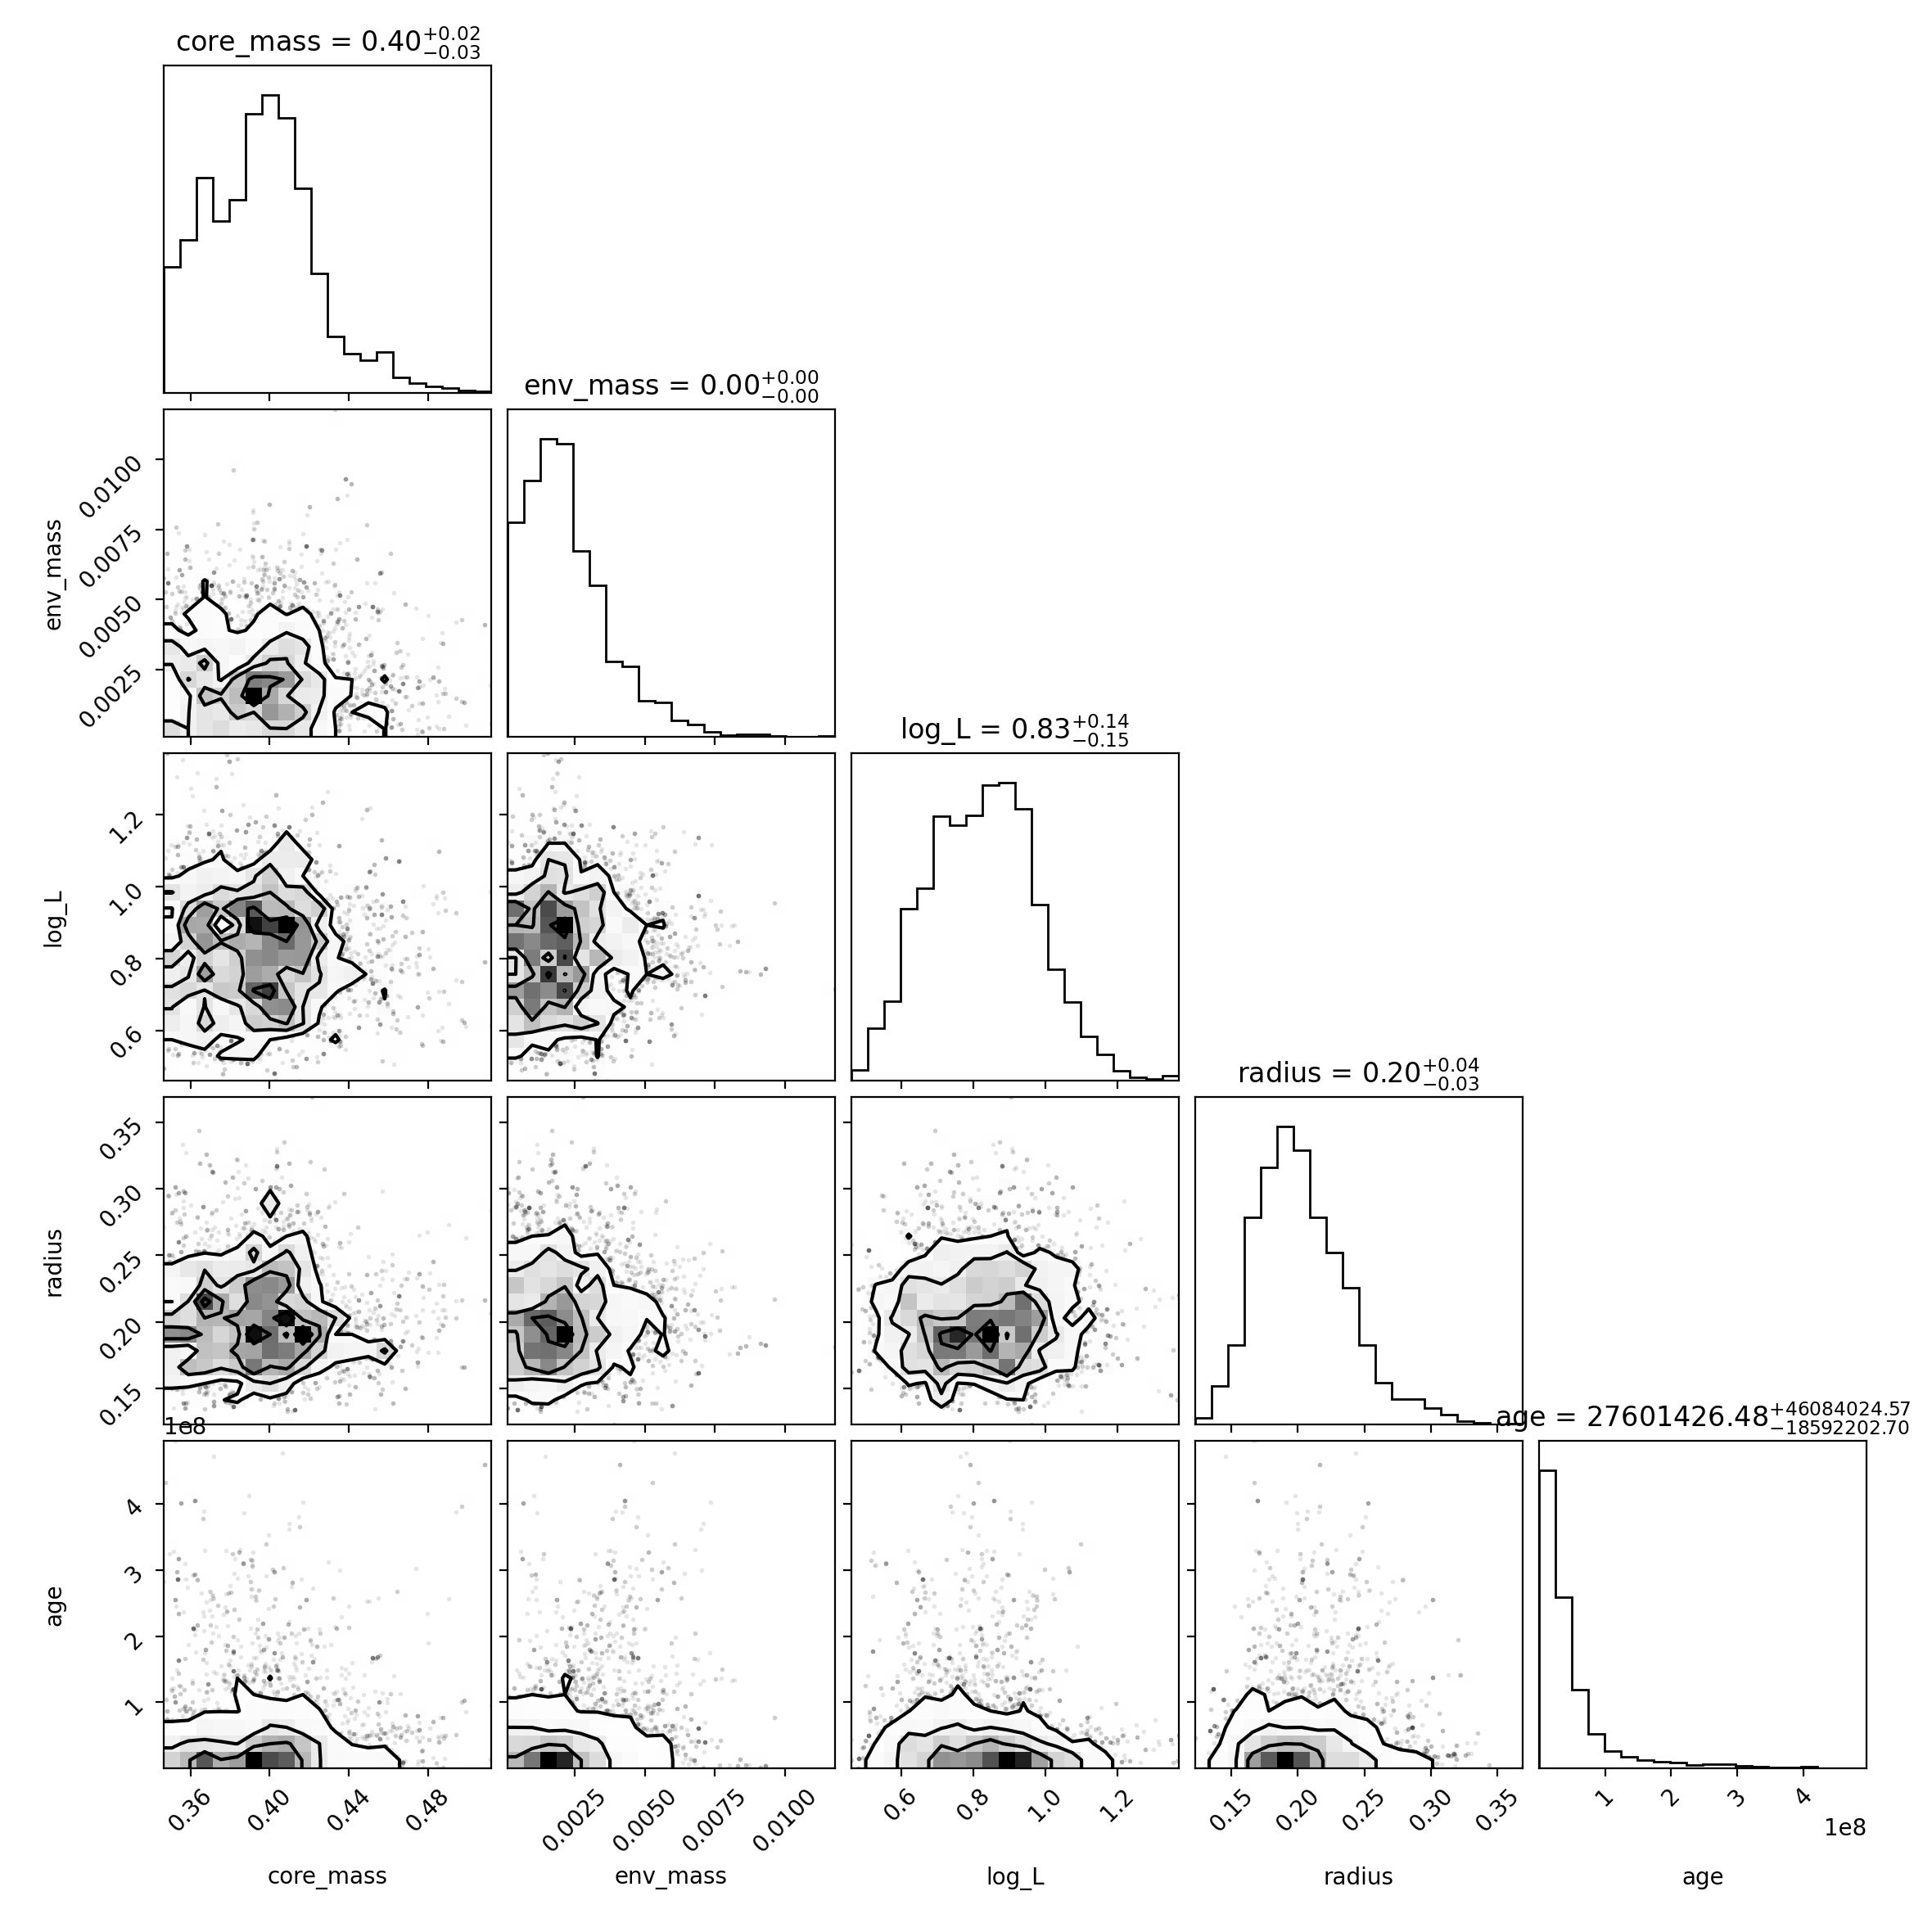 core_mass = 0.40 +0.02 −0.03
env_mass = 0.00 +0.00 −0.00
0.0100
0.0075
0.0050
0.0025
env_mass
log_L = 0.83 +0.14 −0.15
1.2
1.0
0.8
0.6
log_L
radius = 0.20 +0.04 −0.03
0.35
0.30
0.25
0.20
0.15
radius
1e8
age = 27601426.48 +46084024.57 −18592202.70
4
3
2
1
age
0.36 0.40 0.44 0.48
0.0025 0.0050 0.0075 0.0100
0.6 0.8 1.0 1.2
0.15 0.20 0.25 0.30 0.35
1 2 3 4
1e8
core_mass env_mass log_L radius age